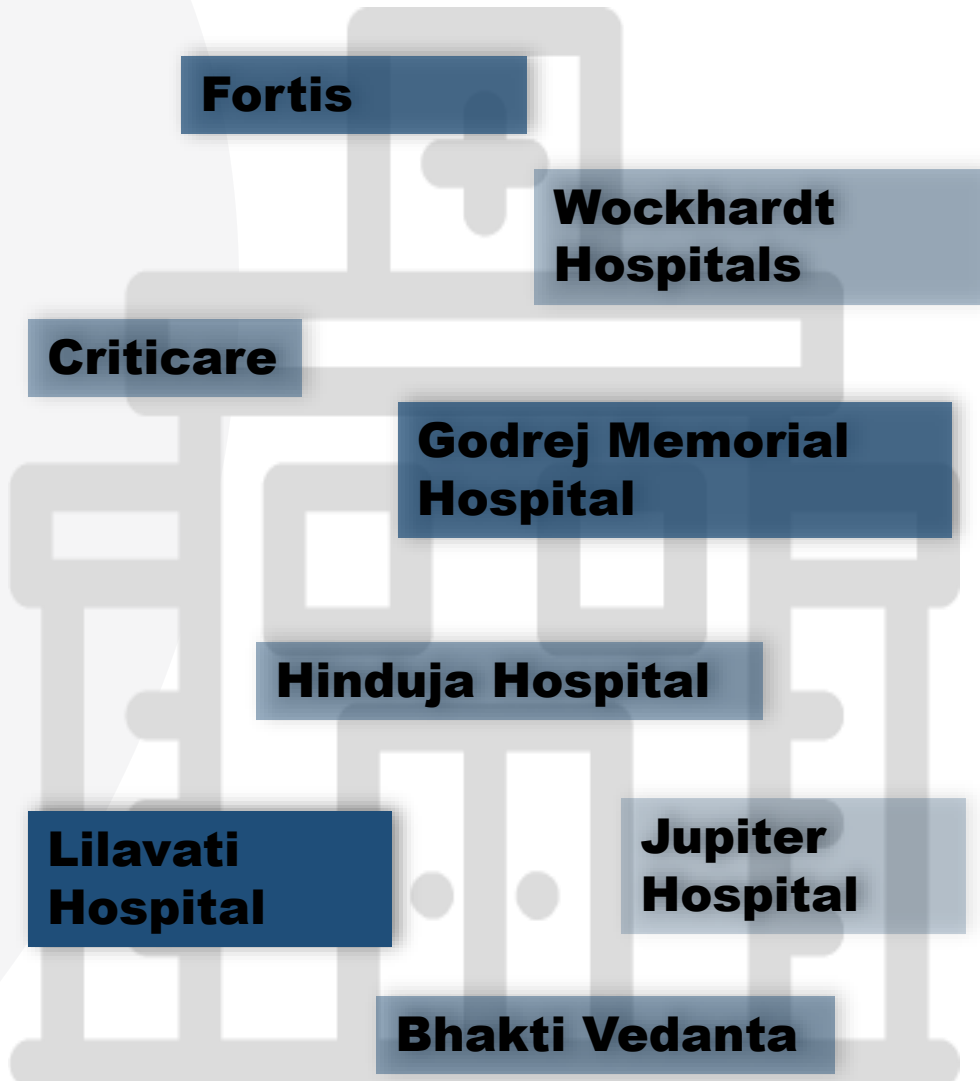 Fortis
Wockhardt
Hospitals
Criticare
Godrej Memorial
Hospital
Hinduja Hospital
Lilavati
Hospital
Jupiter
Hospital
Bhakti Vedanta